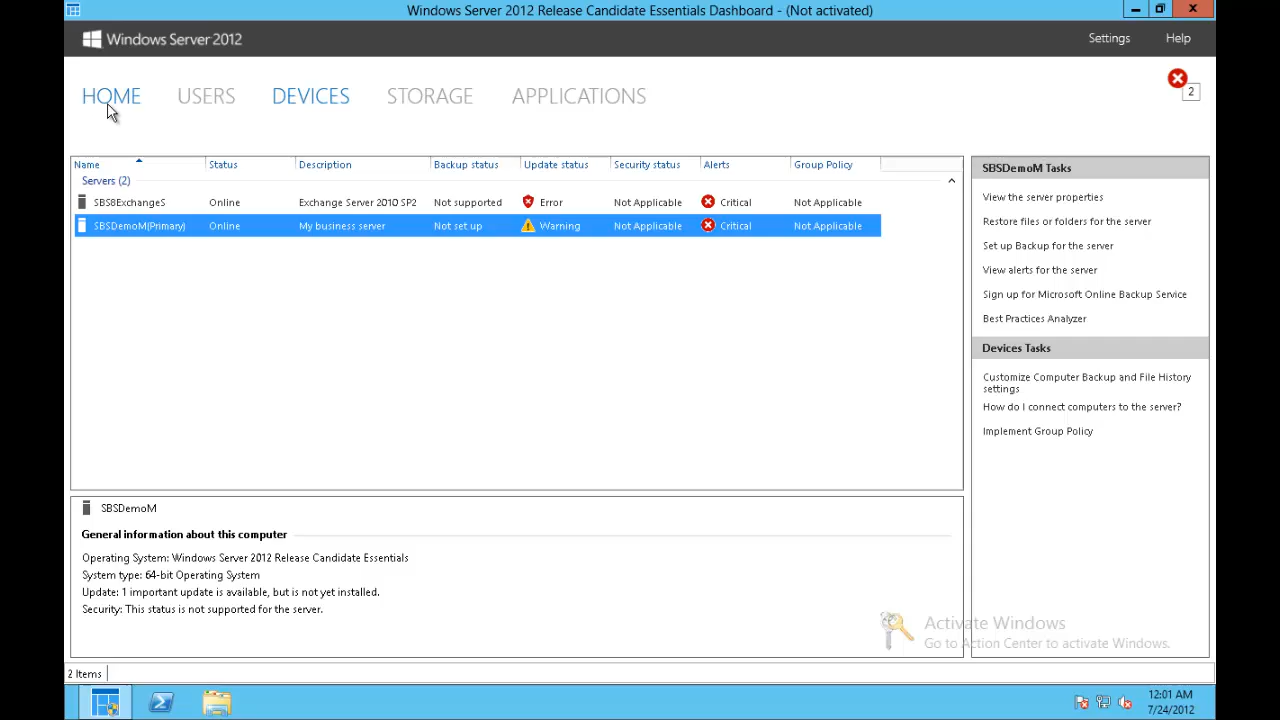 Windows Server 2012 Release Candidate Essentials Dashboard - (Not activated)
Windows Server 2012
Settings Help
HOME USERS DEVICES STORAGE APPLICATIONS
2
Name Status Description Backup status Update status Security status Alerts Group Policy
Servers (2)
SBS8ExchangeS Online Exchange Server 2010 SP2 Not supported Error Not Applicable Critical Not Applicable
SBSDemoM(Primary) Online My business server Not set up Warning Not Applicable Critical Not Applicable
SBSDemoM Tasks
View the server properties
Restore files or folders for the server
Set up Backup for the server
View alerts for the server
Sign up for Microsoft Online Backup Service
Best Practices Analyzer
Devices Tasks
Customize Computer Backup and File History
settings
How do I connect computers to the server?
Implement Group Policy
SBSDemoM
General information about this computer
Operating System: Windows Server 2012 Release Candidate Essentials
System type: 64-bit Operating System
Update: 1 important update is available, but is not yet installed.
Security: This status is not supported for the server.
Activate Windows
Go to Action Center to activate Windows.
2 Items
12:01 AM
7/24/2012